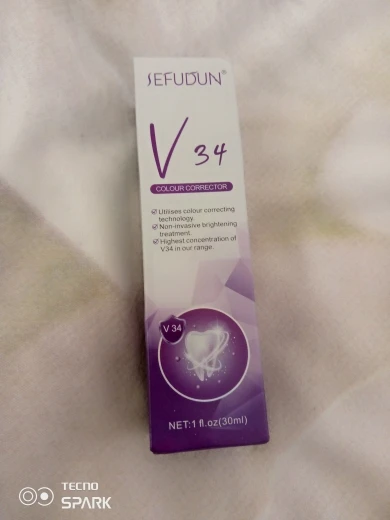 SEFUDUN®
V 34
COLOUR CORRECTOR
Utilises colour correcting
technology.
Non-invasive brightening
treatment.
Highest concentration of
V34 in our range.
V 34
NET:1 fl.oz(30ml)
TECNO
SPARK